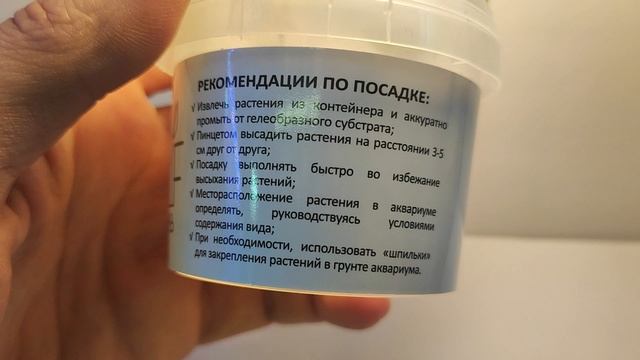 РЕКОМЕНДАЦИИ ПО ПОСАДКЕ:
√ Извлечь растения из контейнера и аккуратно
промыть от гелеобразного субстрата;
√ Пинцетом высадить растения на расстоянии 3-5
см друг от друга;
√ Посадку выполнять быстро во избежание
высыхания растений;
√ Месторасположение растения в аквариуме
определять, руководствуясь условиями
содержания вида;
√ При необходимости, использовать «шпильки»
для закрепления растений в грунте аквариума.